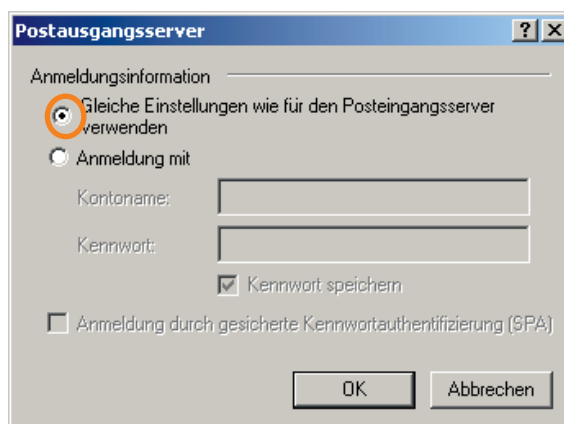 Postausgangsserver
Anmeldungsinformation
Gleiche Einstellungen wie für den Posteingangsserver
verwenden
Anmeldung mit
Kontoname:
Kennwort:
Kennwort speichern
Anmeldung durch gesicherte Kennwortauthentifizierung (SPA)
OK Abbrechen